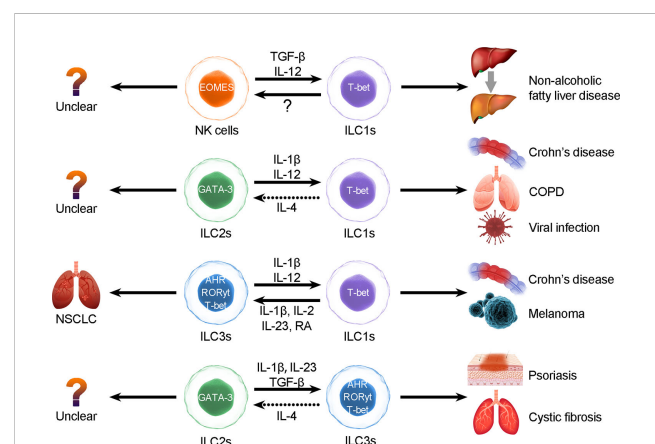 TGF-β
IL-12
?
Unclear
EOMES
T-bet
Non-alcoholic
fatty liver disease
?
NK cells
ILC1s
Crohn's disease
IL-1β
IL-12
?
Unclear
GATA-3
T-bet
COPD
IL-4
ILC2s
ILC1s
Viral infection
IL-1β
IL-12
Crohn's disease
AHR
RORyt
T-bet
T-bet
NSCLC
IL-1β, IL-2
IL-23, RA
Melanoma
ILC3s
ILC1s
IL-1β, IL-23
TGF-β
Psoriasis
?
Unclear
GATA-3
AHR
RORyt
T-bet
IL-4
Cystic fibrosis
ILC2s
ILC3s